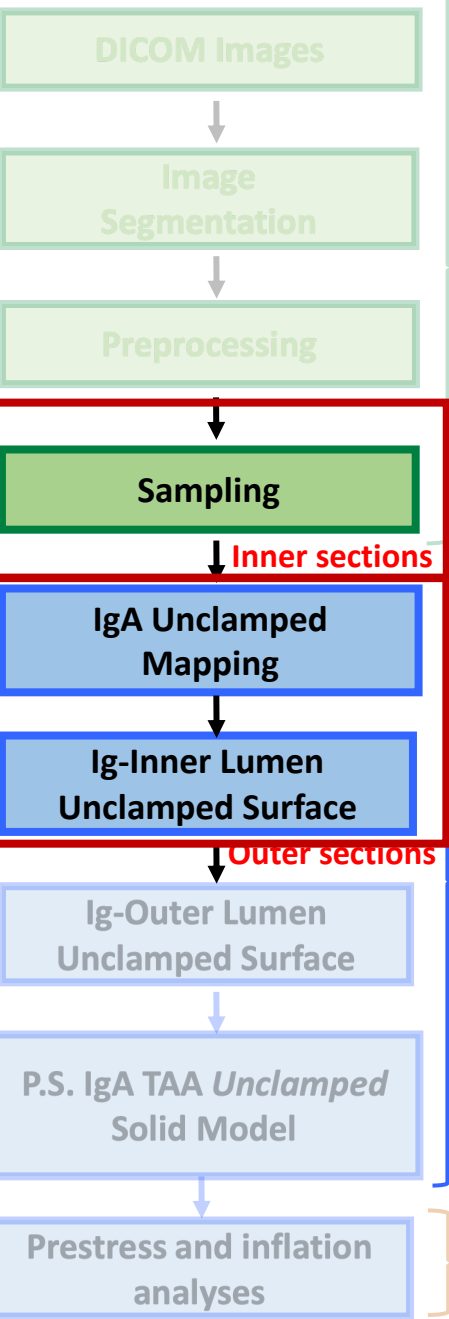 DICOM Images
Image
Segmentation
Preprocessing
Sampling
Inner sections
IgA Unclamped
Mapping
Ig-Inner Lumen
Unclamped Surface
Outer sections
Ig-Outer Lumen
Unclamped Surface
P.S. IgA TAA Unclamped
Solid Model
Prestress and inflation
analyses